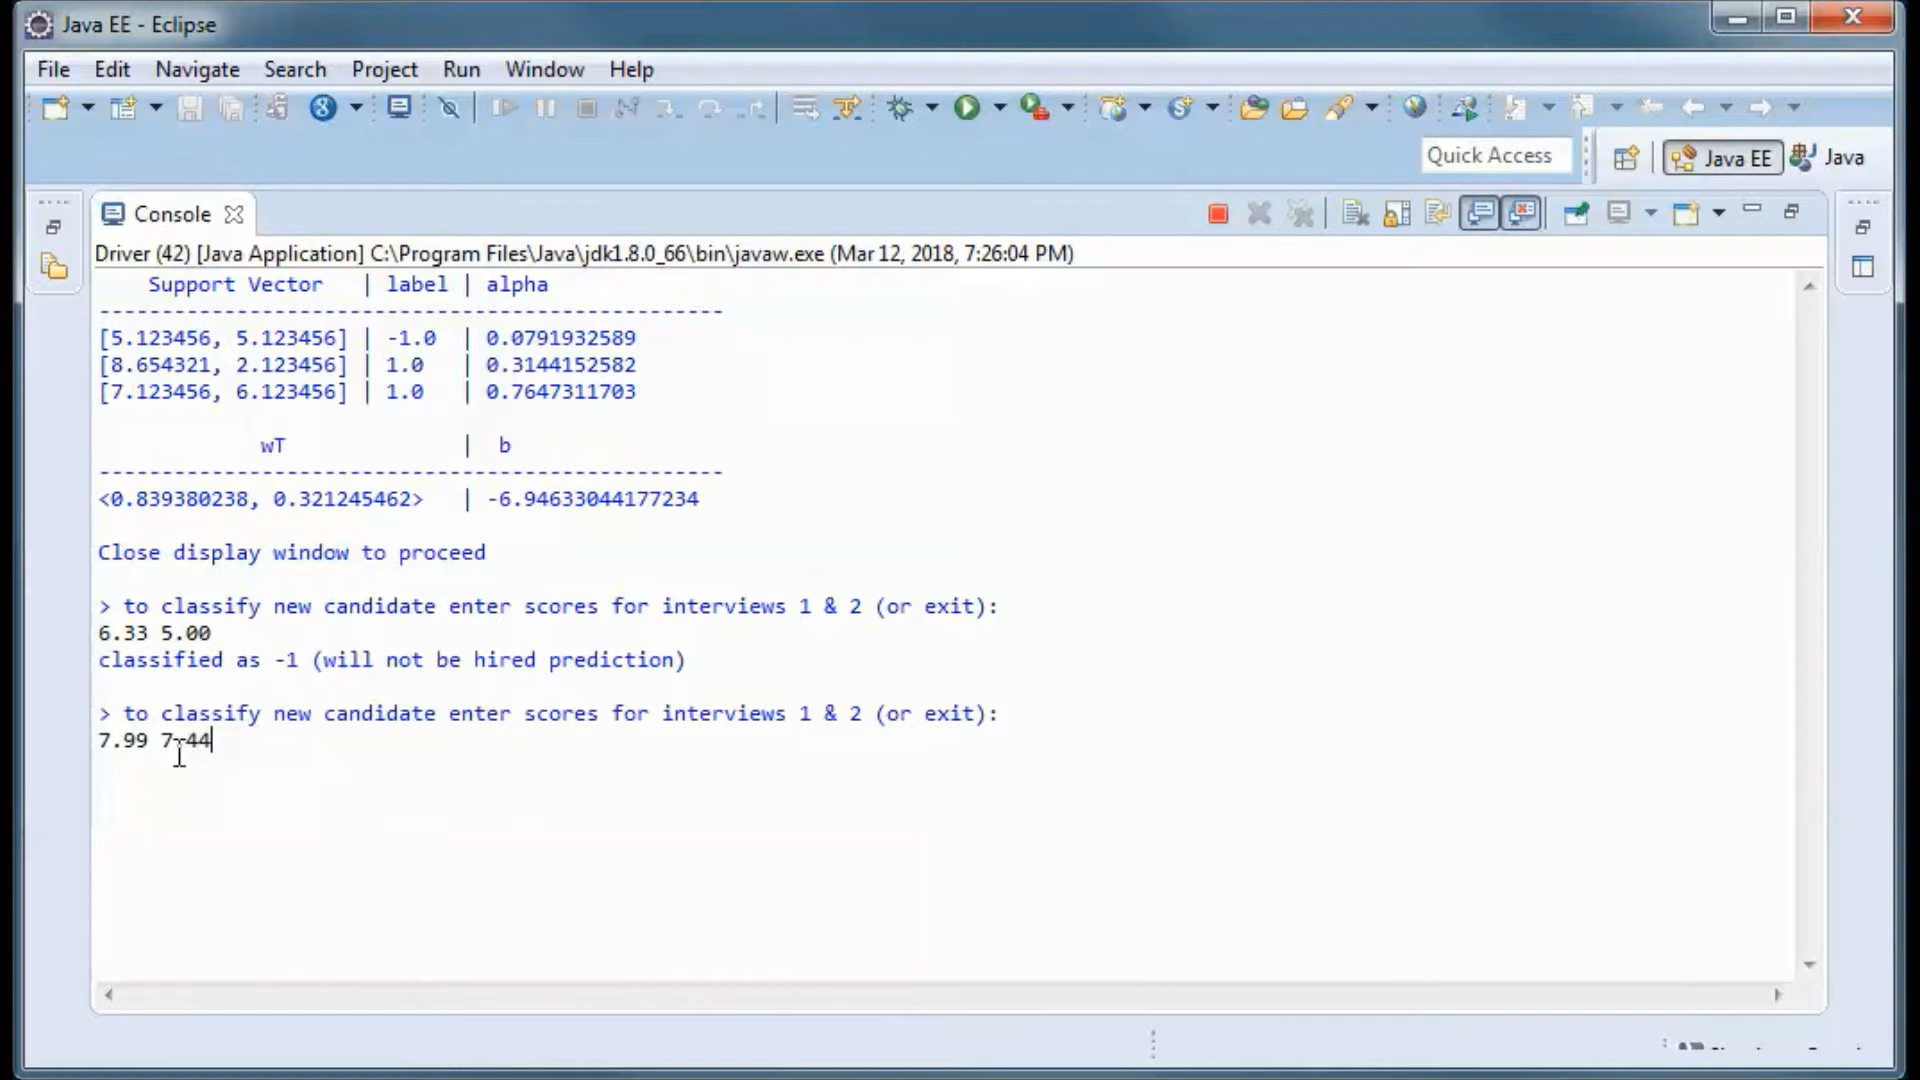 Java EE - Eclipse
File Edit Navigate Search Project Run Window Help
Quick Access
Java EE
Java
Console
Driver (42) [Java Application] C:\Program Files\Java\jdk1.8.0_66\bin\javaw.exe (Mar 12, 2018, 7:26:04 PM)
Support Vector | label | alpha
--------------------------------------------------
[5.123456, 5.123456] | -1.0 | 0.0791932589
[8.654321, 2.123456] | 1.0 | 0.3144152582
[7.123456, 6.123456] | 1.0 | 0.7647311703
wT | b
--------------------------------------------------
<0.839380238, 0.321245462> | -6.94633044177234
Close display window to proceed
> to classify new candidate enter scores for interviews 1 & 2 (or exit):
6.33 5.00
classified as -1 (will not be hired prediction)
> to classify new candidate enter scores for interviews 1 & 2 (or exit):
7.99 7.44